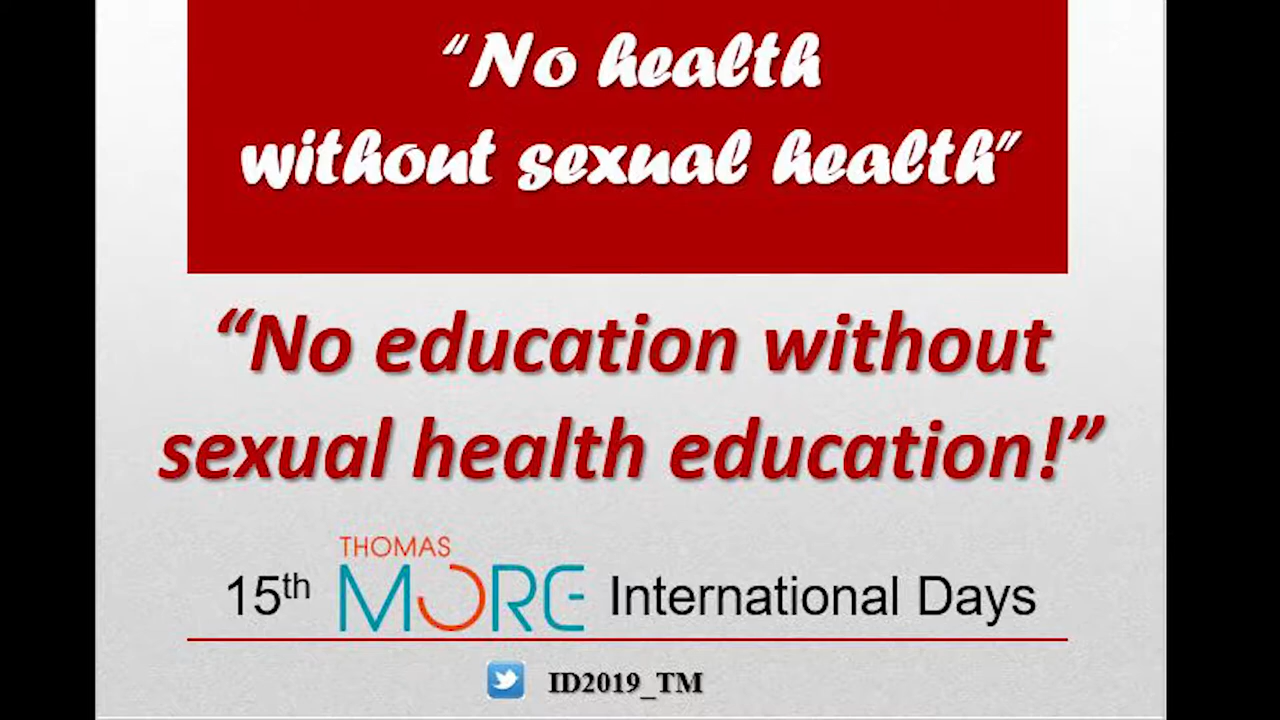 “No health
without sexual health”
“No education without
sexual health education!”
15th THOMAS MORE International Days
ID2019_TM